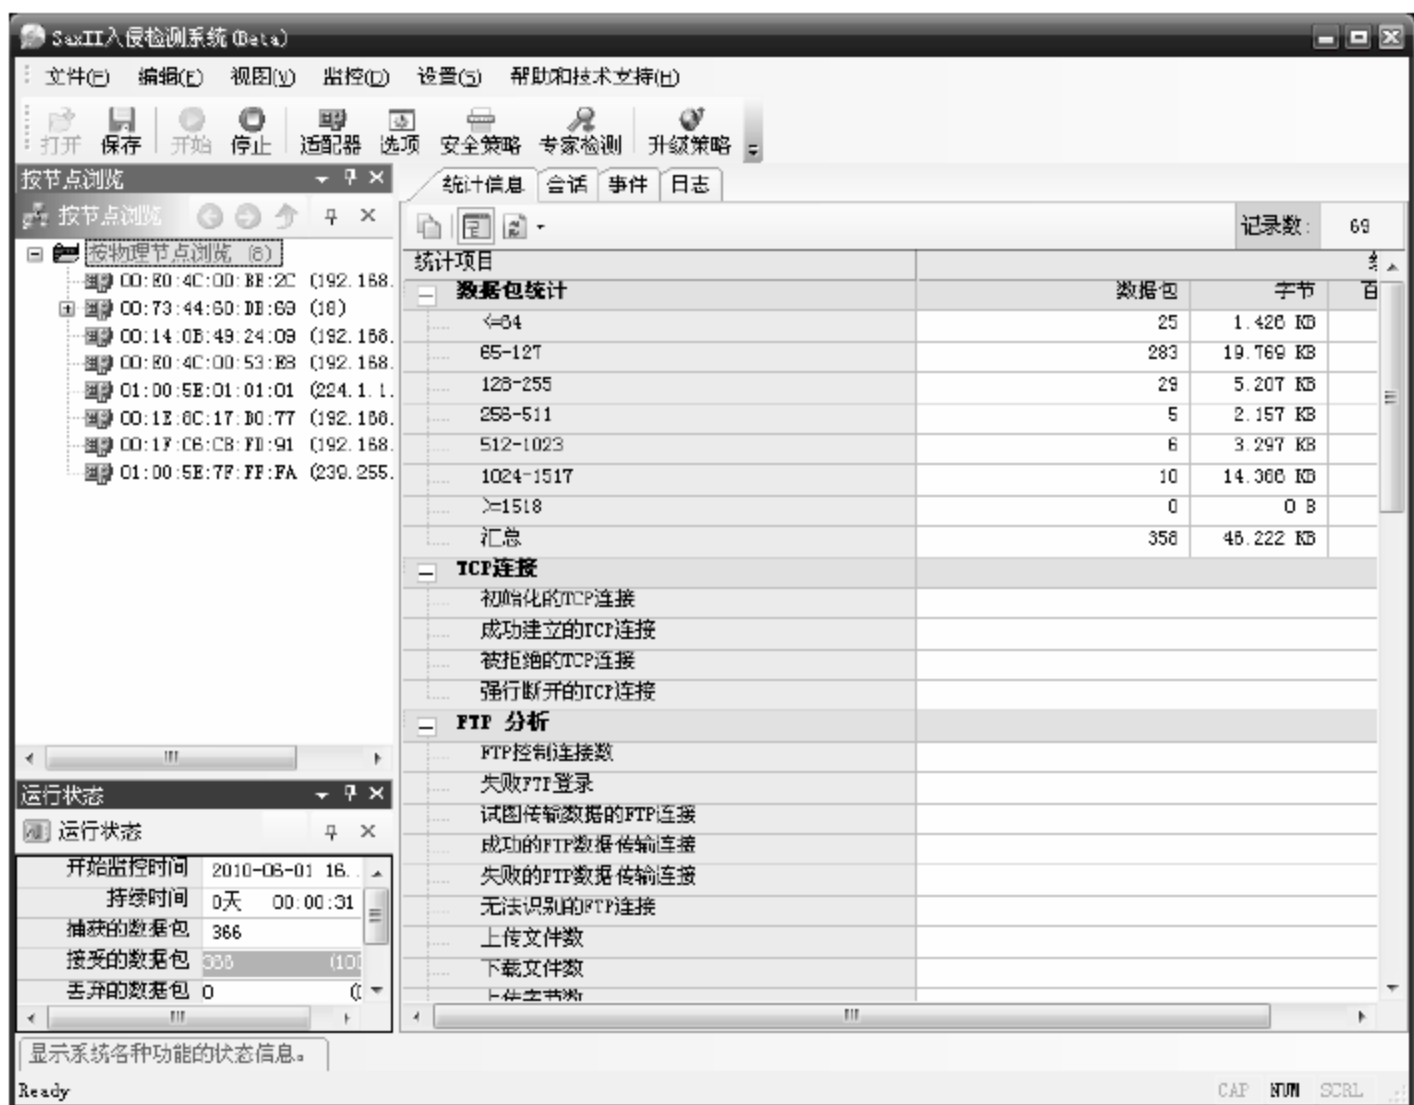 SaxII入侵检测系统(Beta)
文件(F) 编辑(E) 视图(V) 监控(D) 设置(S) 帮助和技术支持(H)
打开 保存 开始 停止 适配器 选项 安全策略 专家检测 升级策略
按节点浏览
统计信息 会话 事件 日志
按节点浏览
记录数: 69
按物理节点浏览 (8)
00:E0:4C:0D:BE:2C (192.168.
00:73:44:60:DB:69 (18)
00:14:0B:49:24:09 (192.168.
00:E0:4C:00:53:E8 (192.168.
01:00:5E:01:01:01 (224.1.1.
00:1E:8C:17:B0:77 (192.168.
00:1F:C6:CB:FD:91 (192.168.
01:00:5E:7F:FF:FA (239.255.
统计项目
数据包统计 数据包 字节 百
<=64 25 1.426 KB
65-127 283 19.769 KB
128-255 29 5.207 KB
256-511 5 2.157 KB
512-1023 6 3.297 KB
1024-1517 10 14.366 KB
>=1518 0 0 B
汇总 358 46.222 KB
TCP连接
初始化的TCP连接
成功建立的TCP连接
被拒绝的TCP连接
强行断开的TCP连接
FTP 分析
FTP控制连接数
失败FTP登录
试图传输数据的FTP连接
成功的FTP数据传输连接
失败的FTP数据传输连接
无法识别的FTP连接
上传文件数
下载文件数
上传字节数
运行状态
运行状态
开始监控时间 2010-06-01 16..
持续时间 0天 00:00:31
捕获的数据包 366
接受的数据包 366 (100
丢弃的数据包 0 (0
显示系统各种功能的状态信息。
Ready
CAP NUM SCRL